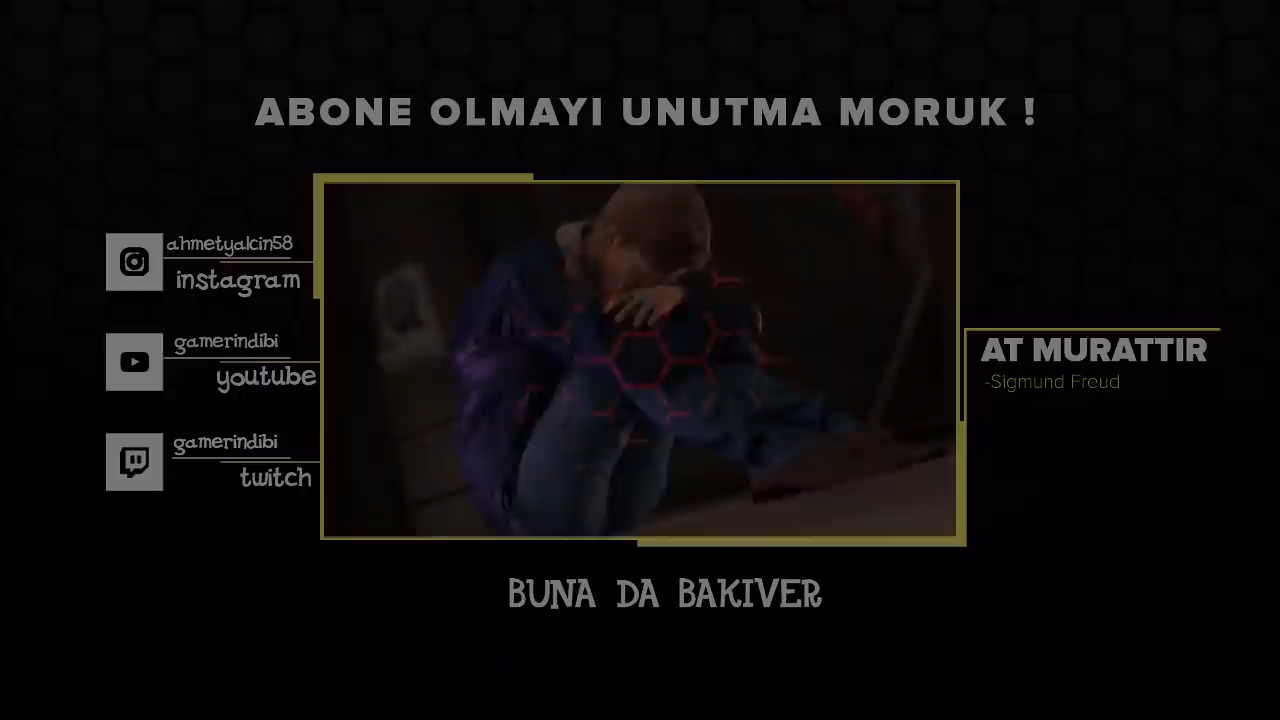 ABONE OLMAYI UNUTMA MORUK !
ahmetyalcin58
instagram
gamerindibi
youtube
gamerindibi
twitch
AT MURATTIR
-Sigmund Freud
BUNA DA BAKIVER